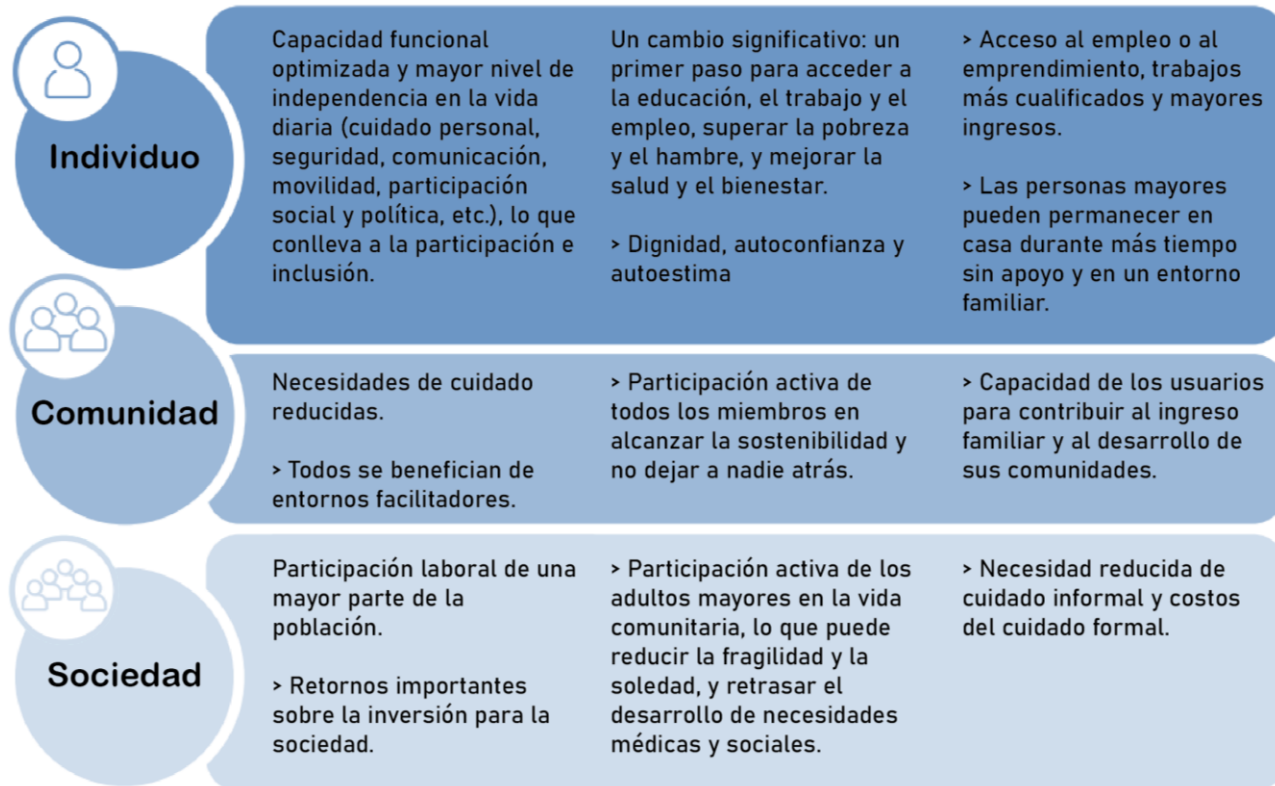 Individuo
Capacidad funcional
optimizada y mayor nivel de
independencia en la vida
diaria (cuidado personal,
seguridad, comunicación,
movilidad, participación
social y política, etc.), lo que
conlleva a la participación e
inclusión.
Un cambio significativo: un
primer paso para acceder a
la educación, el trabajo y el
empleo, superar la pobreza
y el hambre, y mejorar la
salud y el bienestar.
> Dignidad, autoconfianza y
autoestima
> Acceso al empleo o al
emprendimiento, trabajos
más cualificados y mayores
ingresos.
> Las personas mayores
pueden permanecer en
casa durante más tiempo
sin apoyo y en un entorno
familiar.
Comunidad
Necesidades de cuidado
reducidas.
> Todos se benefician de
entornos facilitadores.
> Participación activa de
todos los miembros en
alcanzar la sostenibilidad y
no dejar a nadie atrás.
> Capacidad de los usuarios
para contribuir al ingreso
familiar y al desarrollo de
sus comunidades.
Sociedad
Participación laboral de una
mayor parte de la
población.
> Retornos importantes
sobre la inversión para la
sociedad.
> Participación activa de los
adultos mayores en la vida
comunitaria, lo que puede
reducir la fragilidad y la
soledad, y retrasar el
desarrollo de necesidades
médicas y sociales.
> Necesidad reducida de
cuidado informal y costos
del cuidado formal.